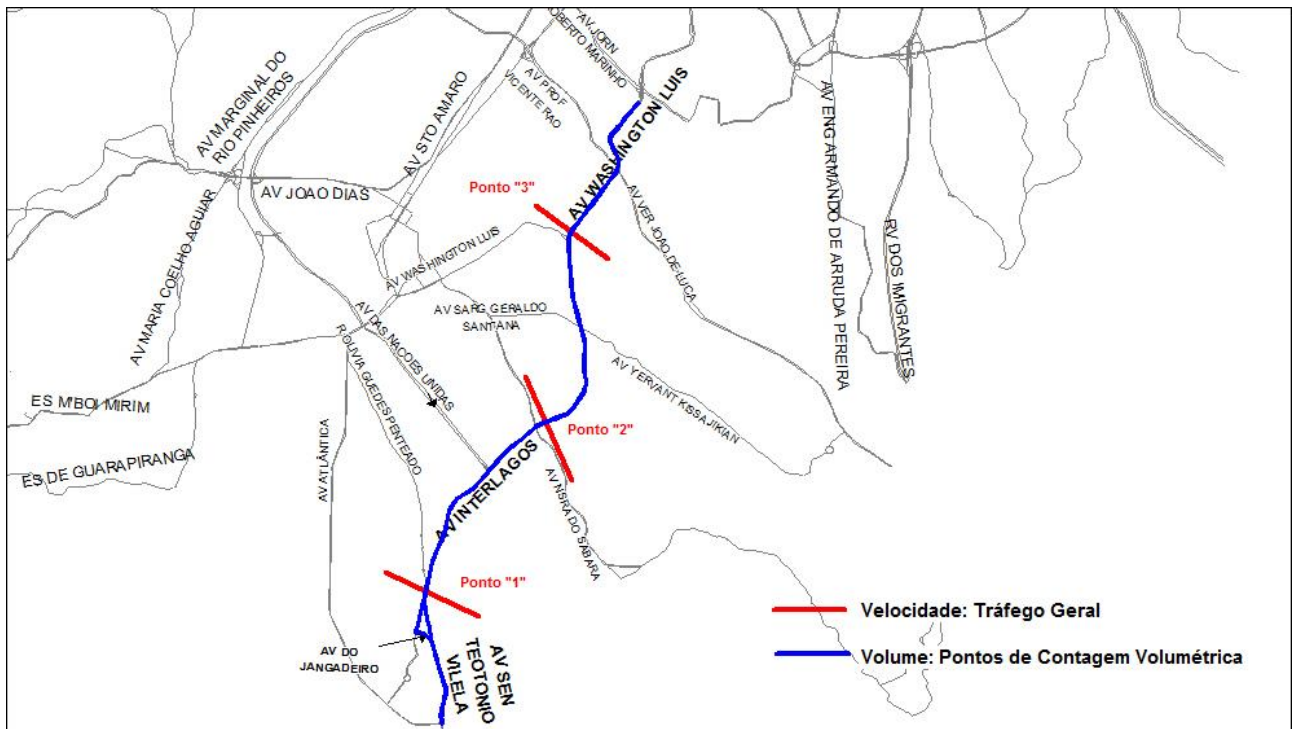 AV JORN
ROBERTO MARINHO
AV PROF
VICENTE RAO
AV MARGINAL DO
RIO PINHEIROS
AV STO AMARO
AV WASHINGTON LUIS
AV ENG ARMANDO DE ARRUDA PEREIRA
RV DOS IMIGRANTES
AV JOAO DIAS
Ponto "3"
AV MARIA COELHO AGUIAR
AV WASHINGTON LUIS
AV VER JOAO DE LUCA
AV SARG GERALDO
SANTANA
AV DAS NACOES UNIDAS
R OLIVIA GUEDES PENTEADO
AV YERVANT KISSAJIKIAN
ES M'BOI MIRIM
ES DE GUARAPIRANGA
AV ATLÂNTICA
Ponto "2"
AV INTERLAGOS
AV NSRA DO SABARA
Ponto "1"
AV DO
JANGADEIRO
AV SEN
TEOTONIO
VILELA
Velocidade: Tráfego Geral
Volume: Pontos de Contagem Volumétrica